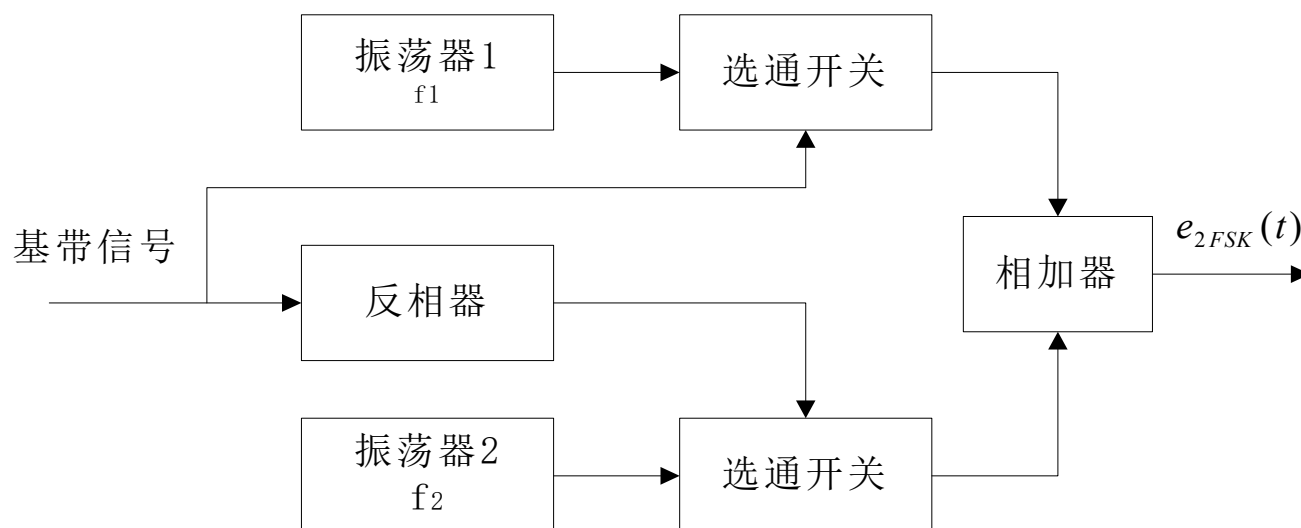 振荡器1
f1
选通开关
基带信号
反相器
相加器
e2FSK(t)
振荡器2
f2
选通开关